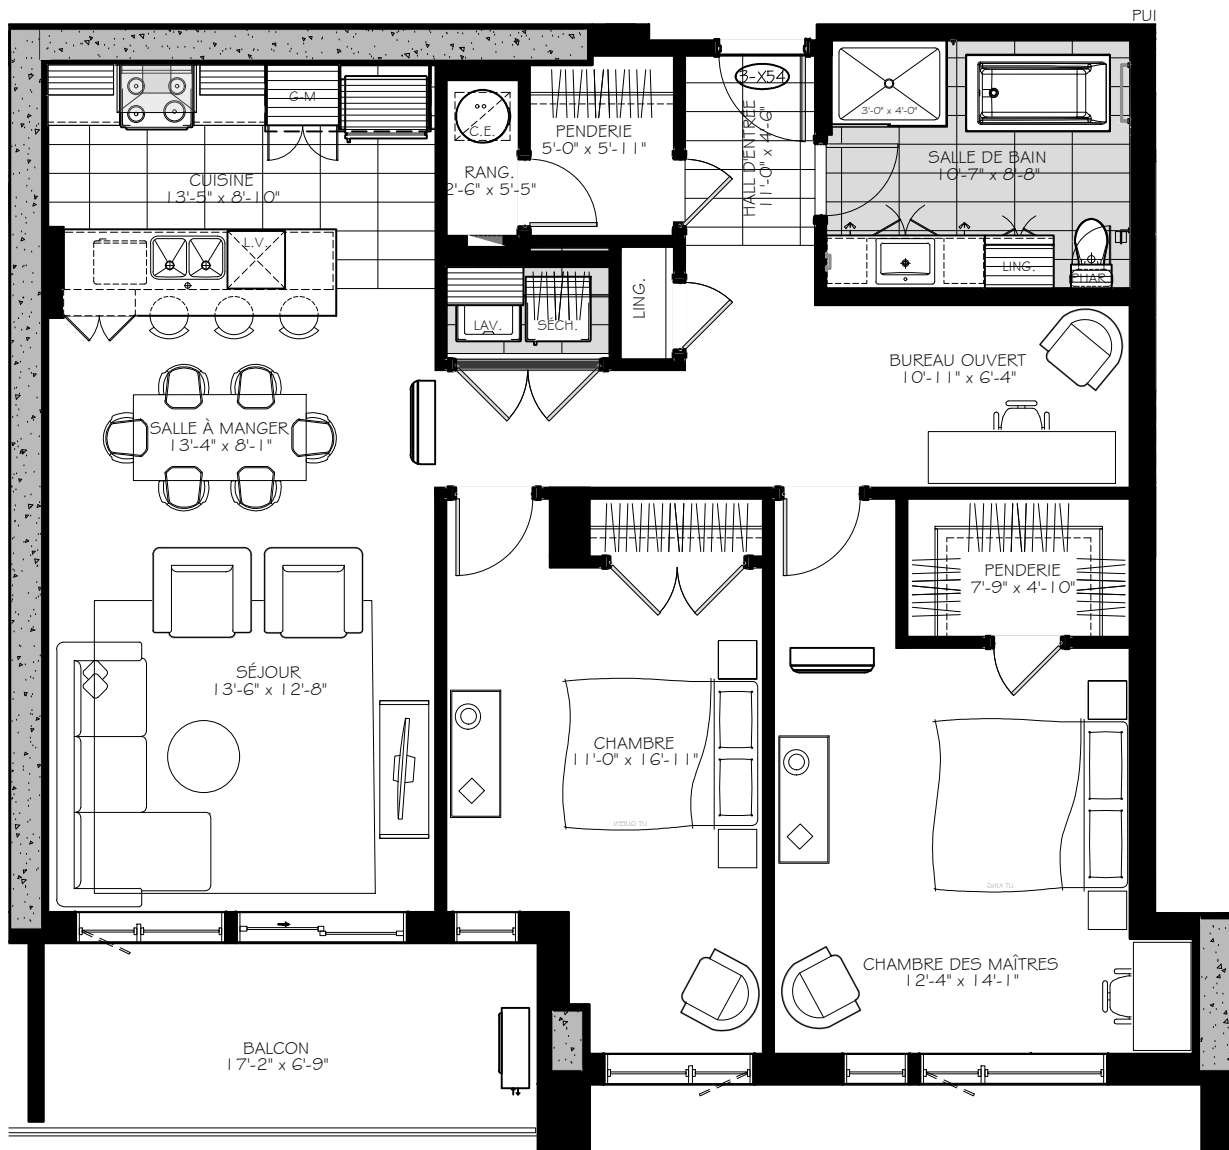 PUI
3-X54
G-M
C.E.
PENDERIE
5'-0" x 5'-11"
HALL D'ENTRÉE
11'-0" x 4'-6"
3'-0" x 4'-0"
SALLE DE BAIN
10'-7" x 8'-8"
CUISINE
13'-5" x 8'-10"
RANG.
2'-6" x 5'-5"
L.V.
LING.
PHAR.
LING.
LAV.
SÉCH.
BUREAU OUVERT
10'-11" x 6'-4"
SALLE À MANGER
13'-4" x 8'-1"
PENDERIE
7'-9" x 4'-10"
SÉJOUR
13'-6" x 12'-8"
CHAMBRE
11'-0" x 16'-11"
CHAMBRE DES MAÎTRES
12'-4" x 14'-1"
BALCON
17'-2" x 6'-9"